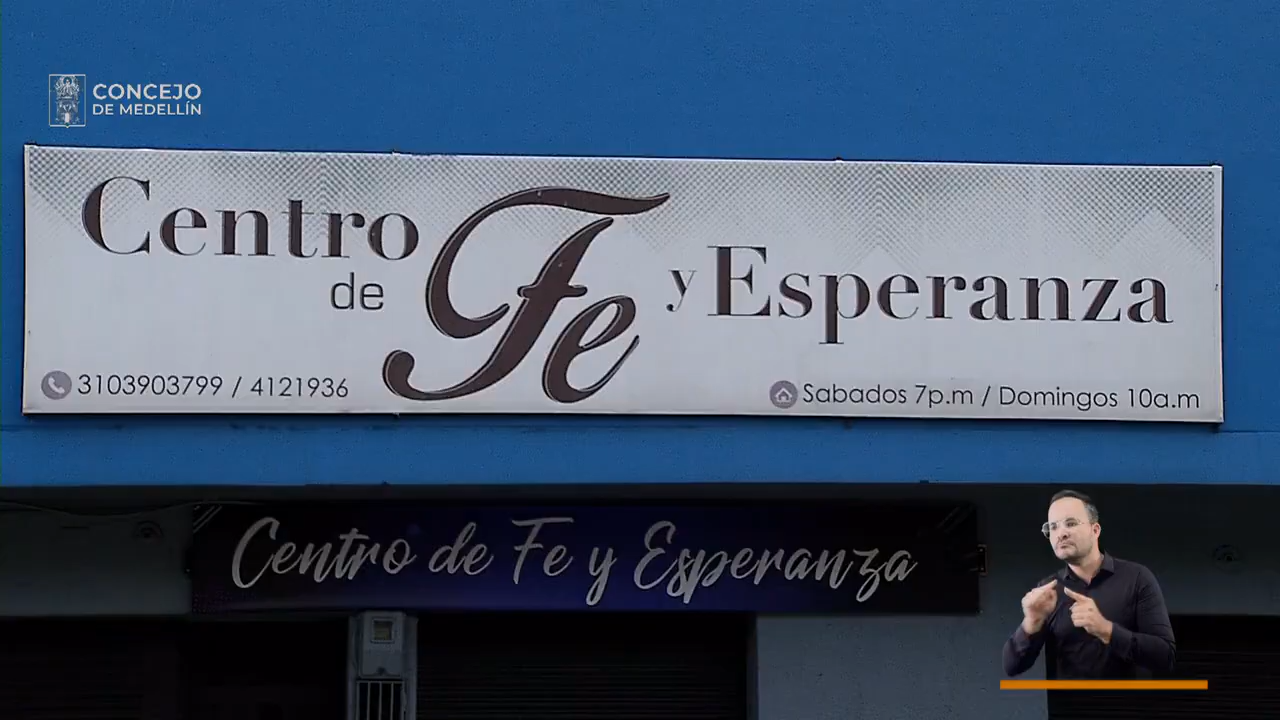 CONCEJO
DE MEDELLÍN
Centro
de Fe y Esperanza
3103903799 / 4121936
Sabados 7p.m / Domingos 10a.m
Centro de Fe y Esperanza